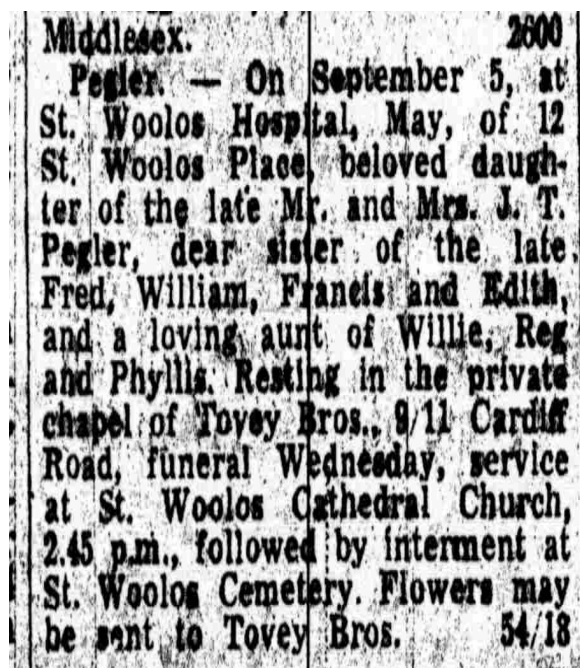 Middlesex. 2600
Pegler. — On September 5, at
St. Woolos Hospital, May, of 12
St. Woolos Place, beloved daugh-
ter of the late Mr. and Mrs. J. T.
Pegler, dear sister of the late
Fred, William, Francis and Edith,
and a loving aunt of Willie, Reg
and Phyllis. Resting in the private
chapel of Tovey Bros., 9/11 Cardiff
Road, funeral Wednesday, service
at St. Woolos Cathedral Church,
2.45 p.m., followed by interment at
St. Woolos Cemetery. Flowers may
be sent to Tovey Bros. 54/18